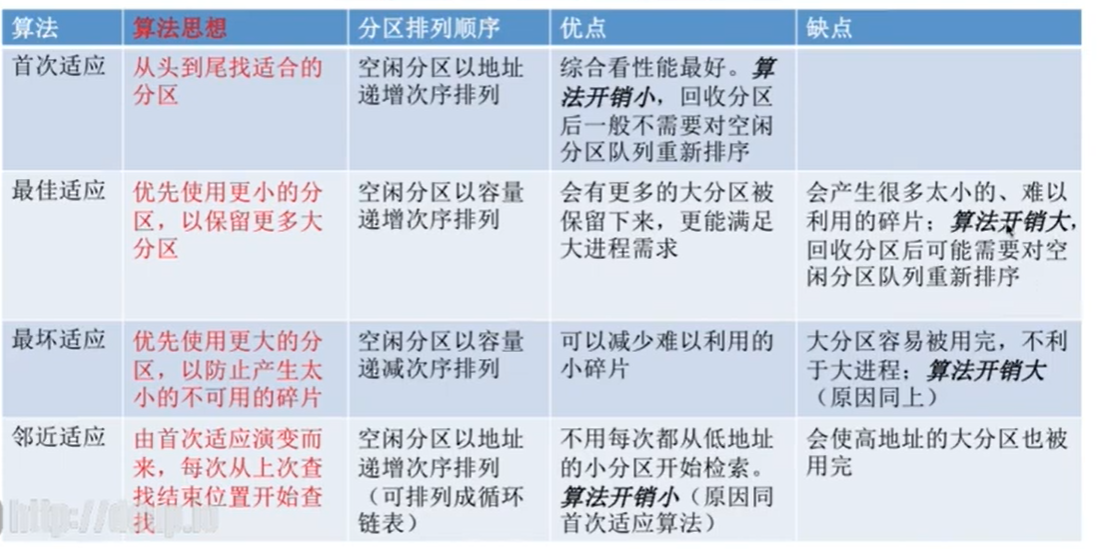 算法 算法思想 分区排列顺序 优点 缺点
首次适应
从头到尾找适合的
分区
空闲分区以地址
递增次序排列
综合看性能最好。算
法开销小，回收分区
后一般不需要对空闲
分区队列重新排序
最佳适应
优先使用更小的分
区，以保留更多大
分区
空闲分区以容量
递增次序排列
会有更多的大分区被
保留下来，更能满足
大进程需求
会产生很多太小的、难以
利用的碎片；算法开销大，
回收分区后可能需要对空
闲分区队列重新排序
最坏适应
优先使用更大的分
区，以防止产生太
小的不可用的碎片
空闲分区以容量
递减次序排列
可以减少难以利用的
小碎片
大分区容易被用完，不利
于大进程；算法开销大
（原因同上）
邻近适应
由首次适应演变而
来，每次从上次查
找结束位置开始查
找
空闲分区以地址
递增次序排列
（可排列成循环
链表）
不用每次都从低地址
的小分区开始检索。
算法开销小（原因同
首次适应算法）
会使高地址的大分区也被
用完